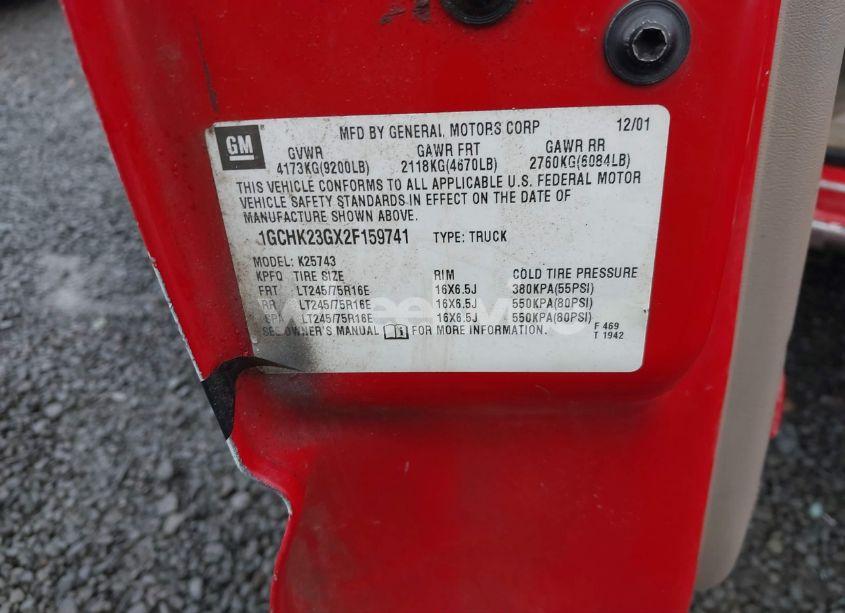 GM
MFD BY GENERAL MOTORS CORP 12/01
GVWR GAWR FRT GAWR RR
4173KG(9200LB) 2118KG(4670LB) 2760KG(6084LB)
THIS VEHICLE CONFORMS TO ALL APPLICABLE U.S. FEDERAL MOTOR
VEHICLE SAFETY STANDARDS IN EFFECT ON THE DATE OF
MANUFACTURE SHOWN ABOVE.
1GCHK23GX2F159741 TYPE: TRUCK
MODEL: K25743
KPFQ TIRE SIZE RIM COLD TIRE PRESSURE
FRT LT245/75R16E 16X6.5J 380KPA(55PSI)
RR LT245/75R16E 16X6.5J 550KPA(80PSI)
LT245/75R16E 16X6.5J 550KPA(80PSI)
SEE OWNER'S MANUAL FOR MORE INFORMATION.
F 469
T 1942